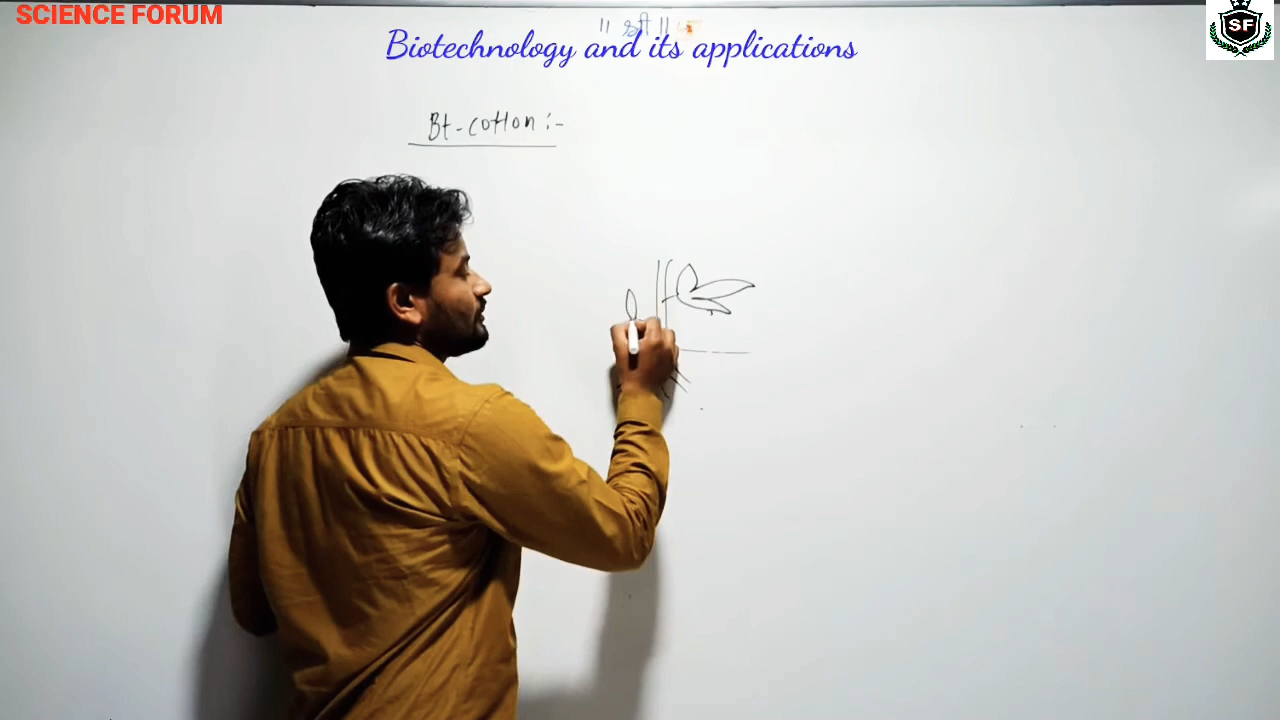 SCIENCE FORUM
|| श्री ||
SF
Biotechnology and its applications
Bt-cotton :-